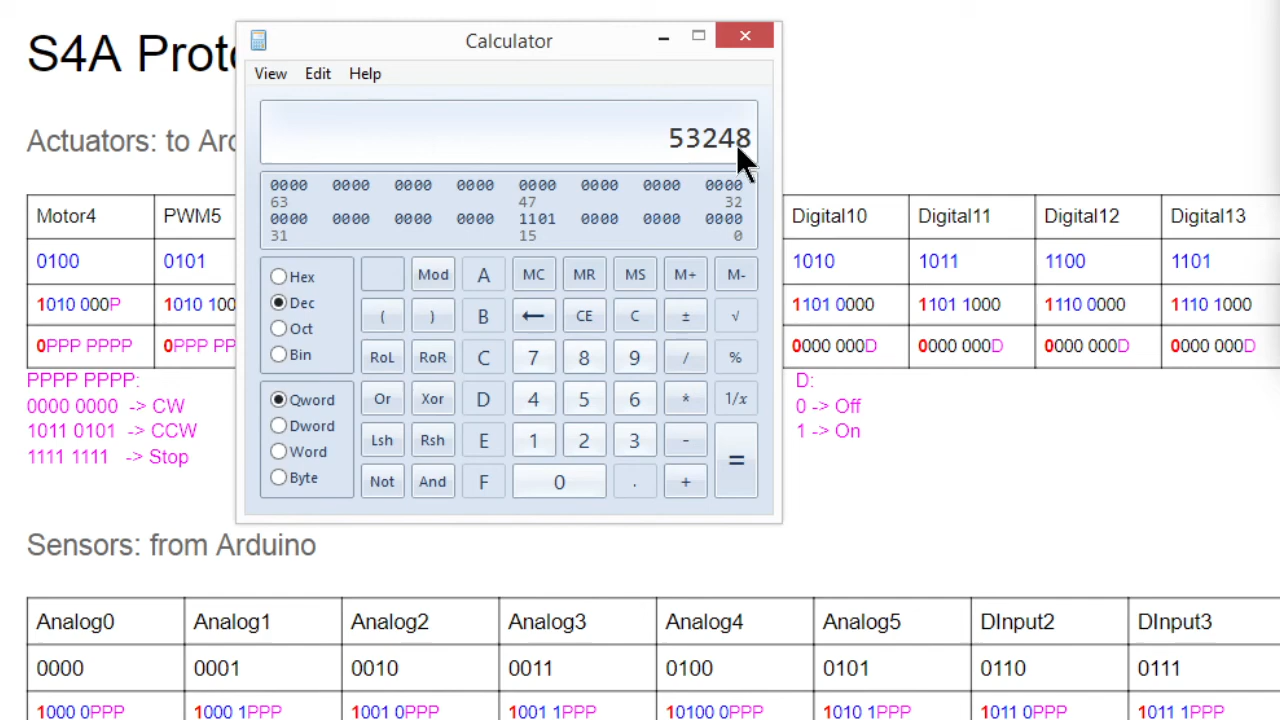 S4A Proto
Calculator
View Edit Help
53248
0000 0000 0000 0000 0000 0000 0000 0000
63 47 32
0000 0000 0000 0000 1101 0000 0000 0000
31 15 0
Hex
Dec
Oct
Bin
Qword
Dword
Word
Byte
Mod A MC MR MS M+ M-
( ) B ← CE C ± √
RoL RoR C 7 8 9 / %
Or Xor D 4 5 6 * 1/x
Lsh Rsh E 1 2 3 - =
Not And F 0 . +
Actuators: to Ard
Motor4 PWM5 Digital10 Digital11 Digital12 Digital13
0100 0101 1010 1011 1100 1101
1010 000P 1010 100 1101 0000 1101 1000 1110 0000 1110 1000
0PPP PPPP 0PPP PP 0000 000D 0000 000D 0000 000D 0000 000D
PPPP PPPP:
0000 0000 -> CW
1011 0101 -> CCW
1111 1111 -> Stop
D:
0 -> Off
1 -> On
Sensors: from Arduino
Analog0 Analog1 Analog2 Analog3 Analog4 Analog5 DInput2 DInput3
0000 0001 0010 0011 0100 0101 0110 0111
1000 0PPP 1000 1PPP 1001 0PPP 1001 1PPP 10100 0PPP 1010 1PPP 1011 0PPP 1011 1PPP